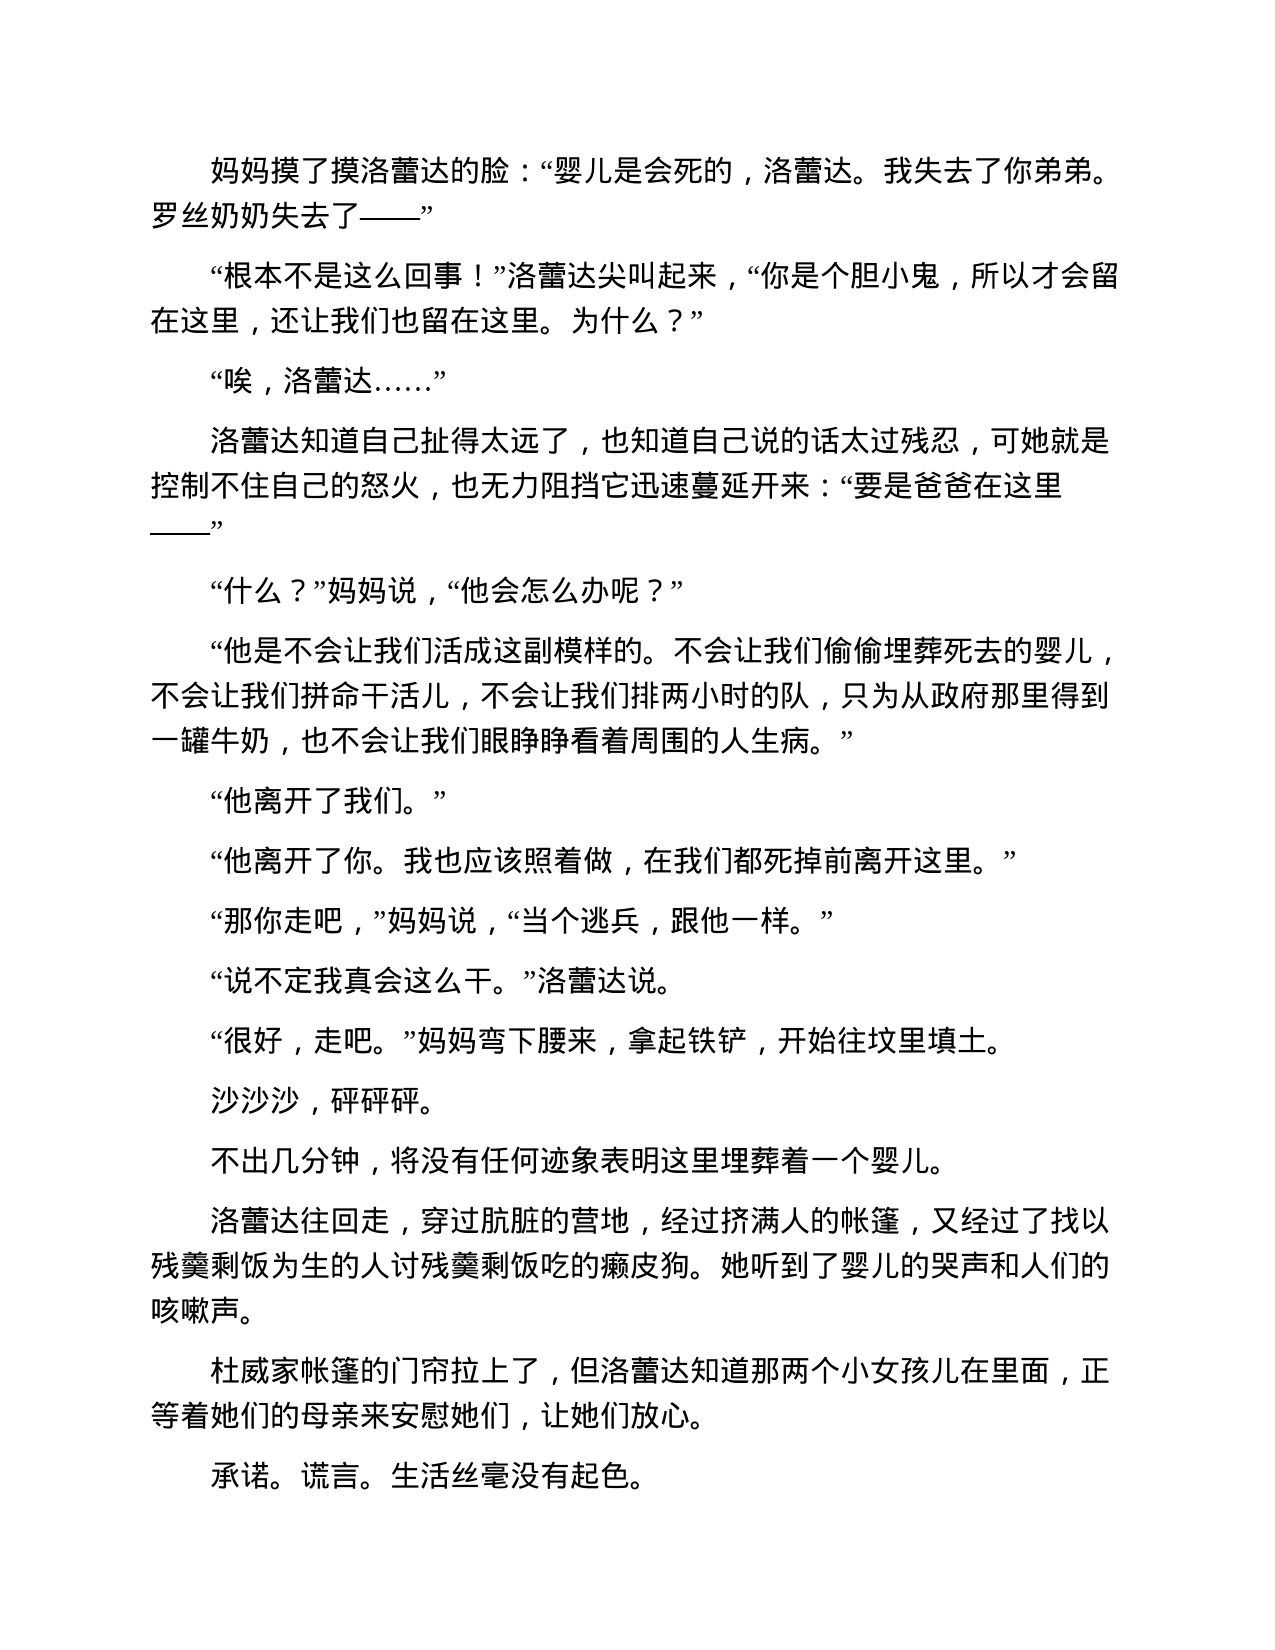 妈妈摸了摸洛蕾达的脸：“婴儿是会死的，洛蕾达。我失去了你弟弟。
罗丝奶奶失去了——”
“根本不是这么回事！”洛蕾达尖叫起来，“你是个胆小鬼，所以才会留
在这里，还让我们也留在这里。为什么？”
“唉，洛蕾达……”
洛蕾达知道自己扯得太远了，也知道自己说的话太过残忍，可她就是
控制不住自己的怒火，也无力阻挡它迅速蔓延开来：“要是爸爸在这里
——”
“什么？”妈妈说，“他会怎么办呢？”
“他是不会让我们活成这副模样的。不会让我们偷偷埋葬死去的婴儿，
不会让我们拼命干活儿，不会让我们排两小时的队，只为从政府那里得到
一罐牛奶，也不会让我们眼睁睁看着周围的人生病。”
“他离开了我们。”
“他离开了你。我也应该照着做，在我们都死掉前离开这里。”
“那你走吧，”妈妈说，“当个逃兵，跟他一样。”
“说不定我真会这么干。”洛蕾达说。
“很好，走吧。”妈妈弯下腰来，拿起铁铲，开始往坟里填土。
沙沙沙，砰砰砰。
不出几分钟，将没有任何迹象表明这里埋葬着一个婴儿。
洛蕾达往回走，穿过肮脏的营地，经过挤满人的帐篷，又经过了找以
残羹剩饭为生的人讨残羹剩饭吃的癞皮狗。她听到了婴儿的哭声和人们的
咳嗽声。
杜威家帐篷的门帘拉上了，但洛蕾达知道那两个小女孩儿在里面，正
等着她们的母亲来安慰她们，让她们放心。
承诺。谎言。生活丝毫没有起色。